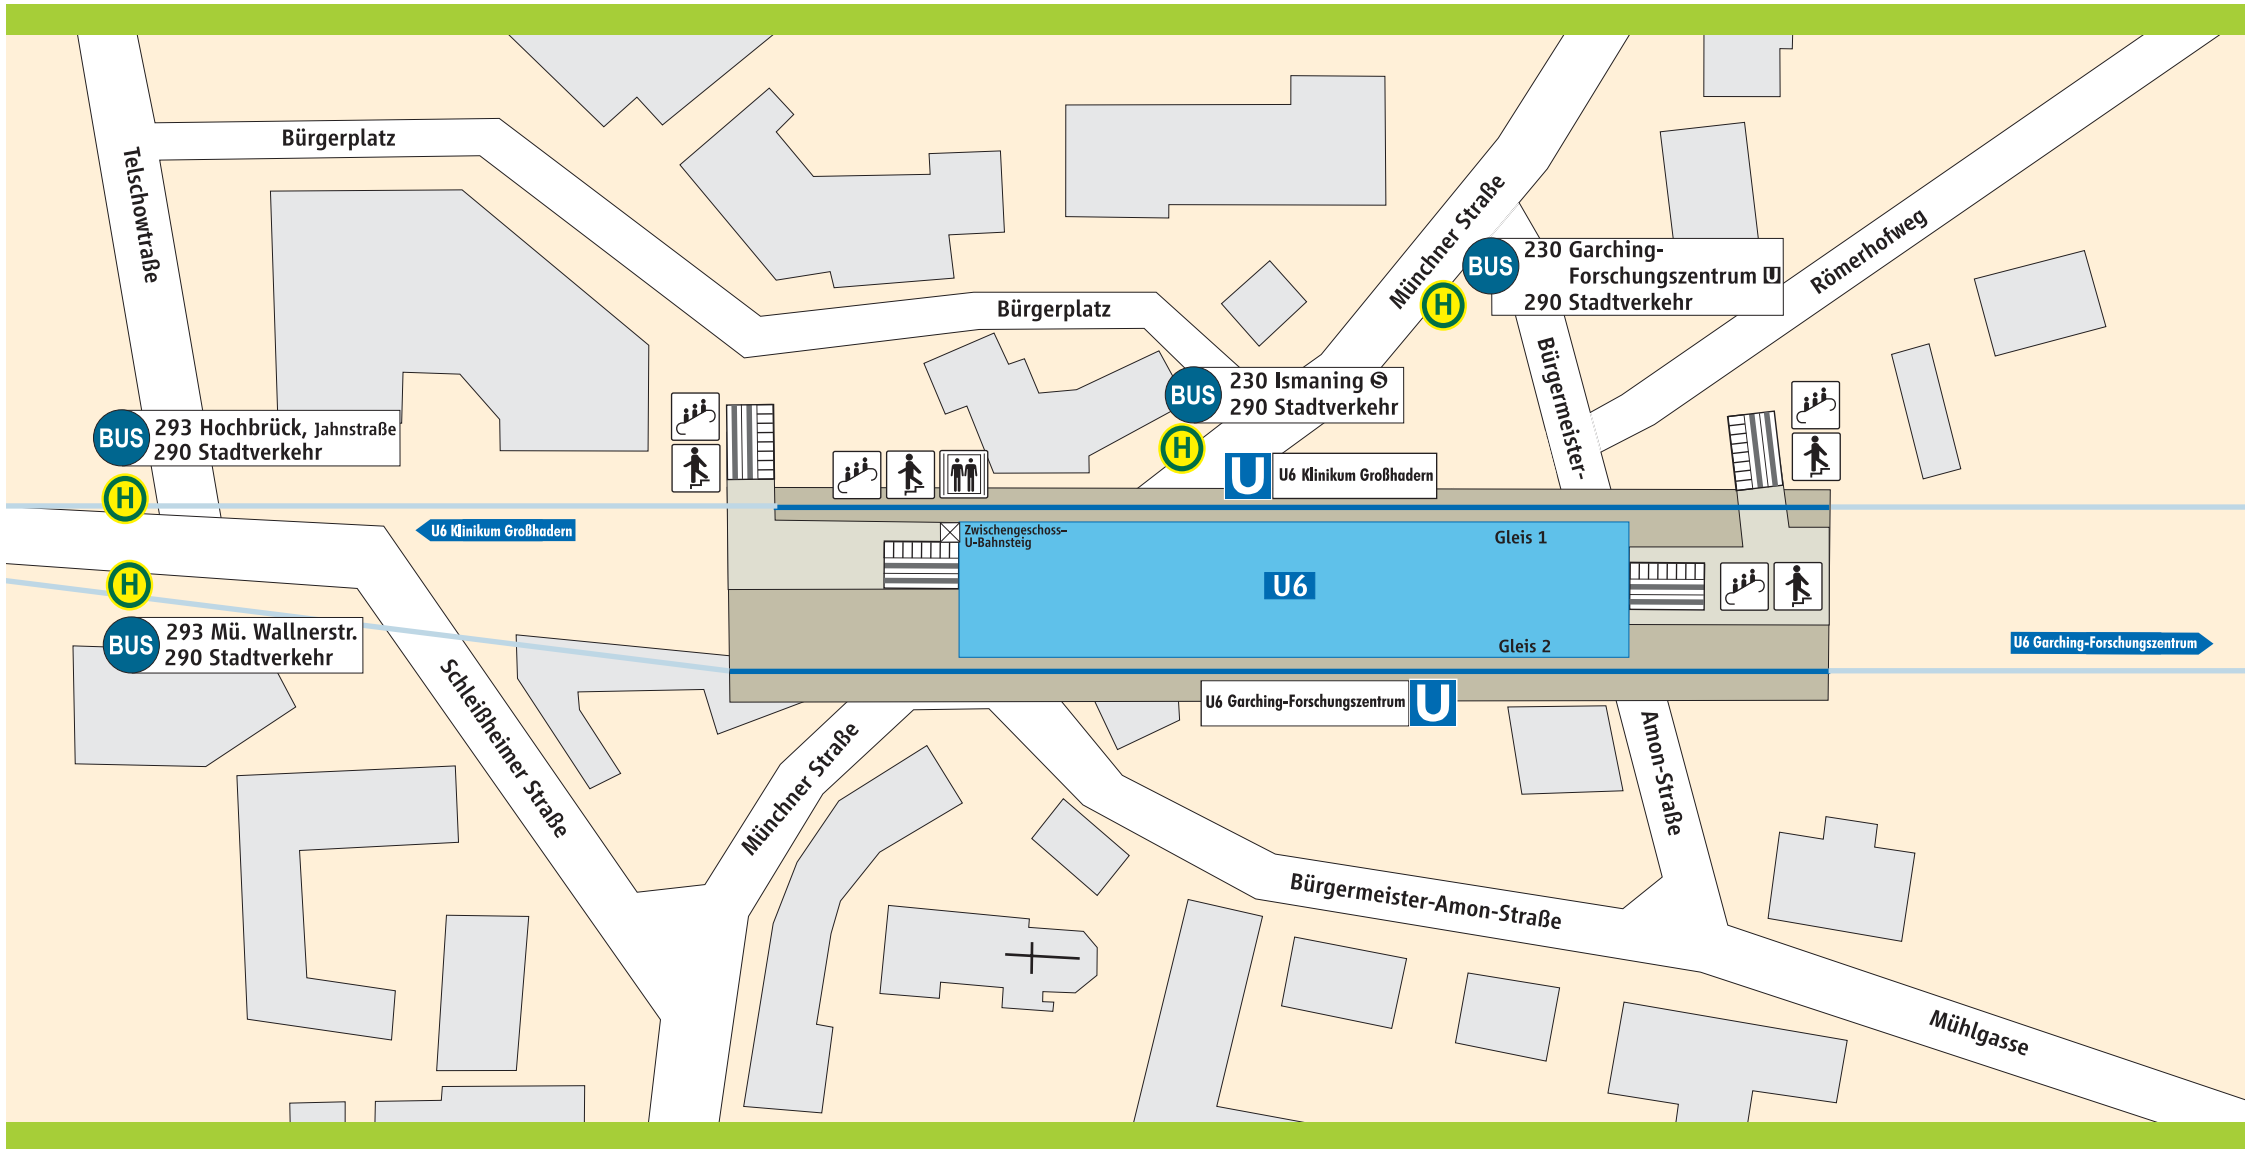 Bürgerplatz
Telschowtraße
Münchner Straße
BUS
230 Garching-
Forschungszentrum U
290 Stadtverkehr
H
Römerhofweg
Bürgerplatz
Bürgermeister-
BUS
230 Ismaning S
290 Stadtverkehr
H
BUS
293 Hochbrück, Jahnstraße
290 Stadtverkehr
H
U
U6 Klinikum Großhadern
U6 Klinikum Großhadern
Zwischengeschoss-
U-Bahnsteig
Gleis 1
U6
Gleis 2
H
BUS
293 Mü. Wallnerstr.
290 Stadtverkehr
U6 Garching-Forschungszentrum
U6 Garching-Forschungszentrum
U
Schleißheimer Straße
Münchner Straße
Amon-Straße
Bürgermeister-Amon-Straße
Mühlgasse